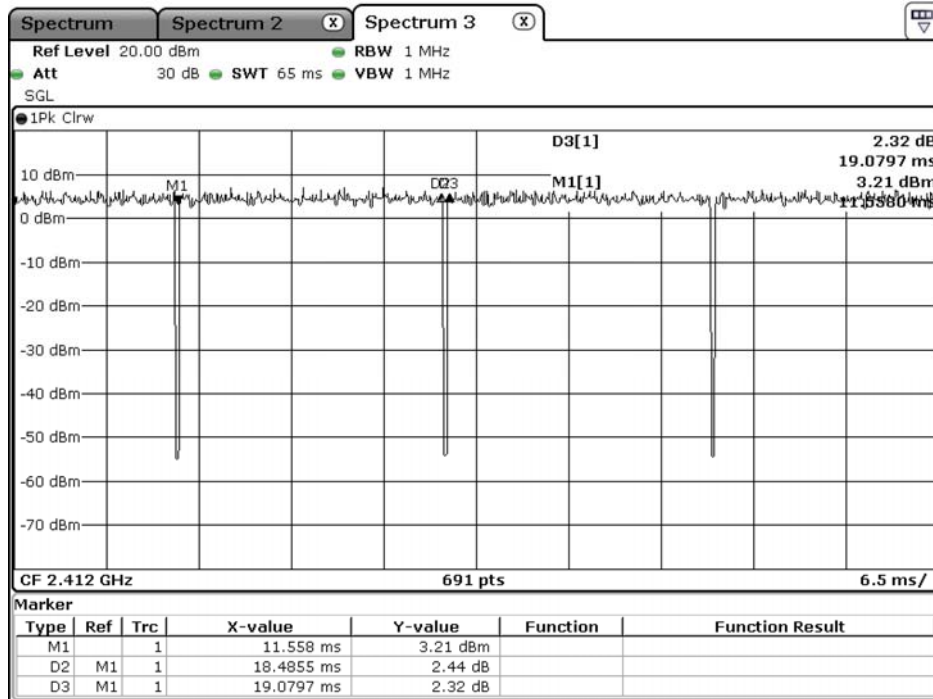 Spectrum Spectrum 2 X Spectrum 3 X
Ref Level 20.00 dBm RBW 1 MHz
Att 30 dB SWT 65 ms VBW 1 MHz
SGL
1Pk Clrw
D3[1] 2.32 dB
19.0797 ms
10 dBm M1 D2 D3 M1[1] 3.21 dBm
11.5580 ms
0 dBm
-10 dBm
-20 dBm
-30 dBm
-40 dBm
-50 dBm
-60 dBm
-70 dBm
CF 2.412 GHz 691 pts 6.5 ms/
Marker
Type Ref Trc X-value Y-value Function Function Result
M1 1 11.558 ms 3.21 dBm
D2 M1 1 18.4855 ms 2.44 dB
D3 M1 1 19.0797 ms 2.32 dB